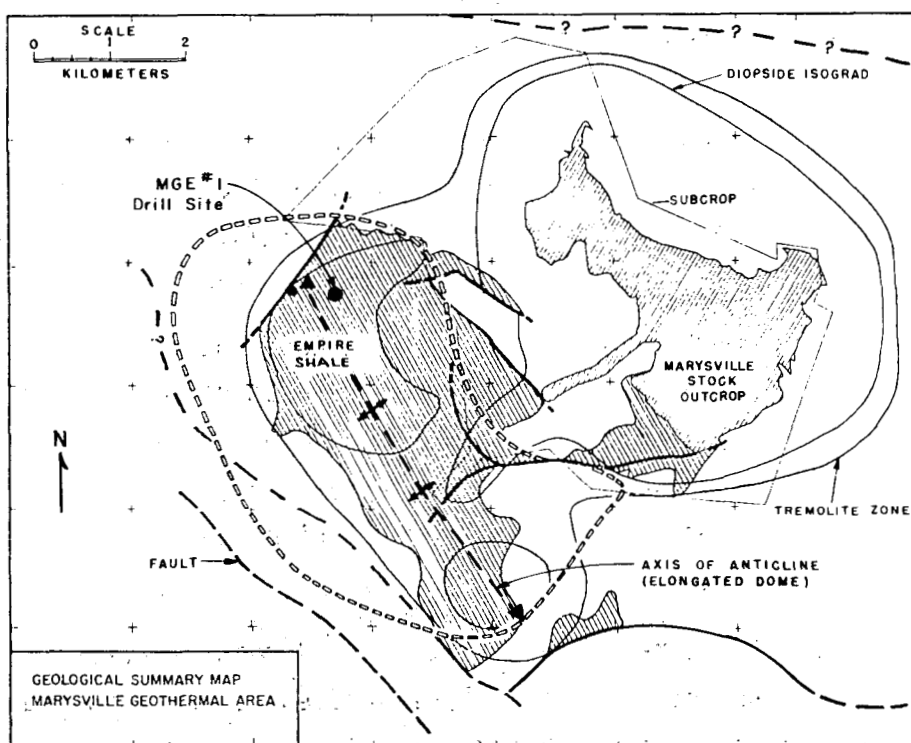 SCALE
0 1 2
KILOMETERS
?
?
?
DIOPSIDE ISOGRAD
MGE #1
Drill Site
SUBCROP
?
EMPIRE
SHALE
MARYSVILLE
STOCK
OUTCROP
N
TREMOLITE ZONE
FAULT
AXIS OF ANTICLINE
(ELONGATED DOME)
GEOLOGICAL SUMMARY MAP
MARYSVILLE GEOTHERMAL AREA